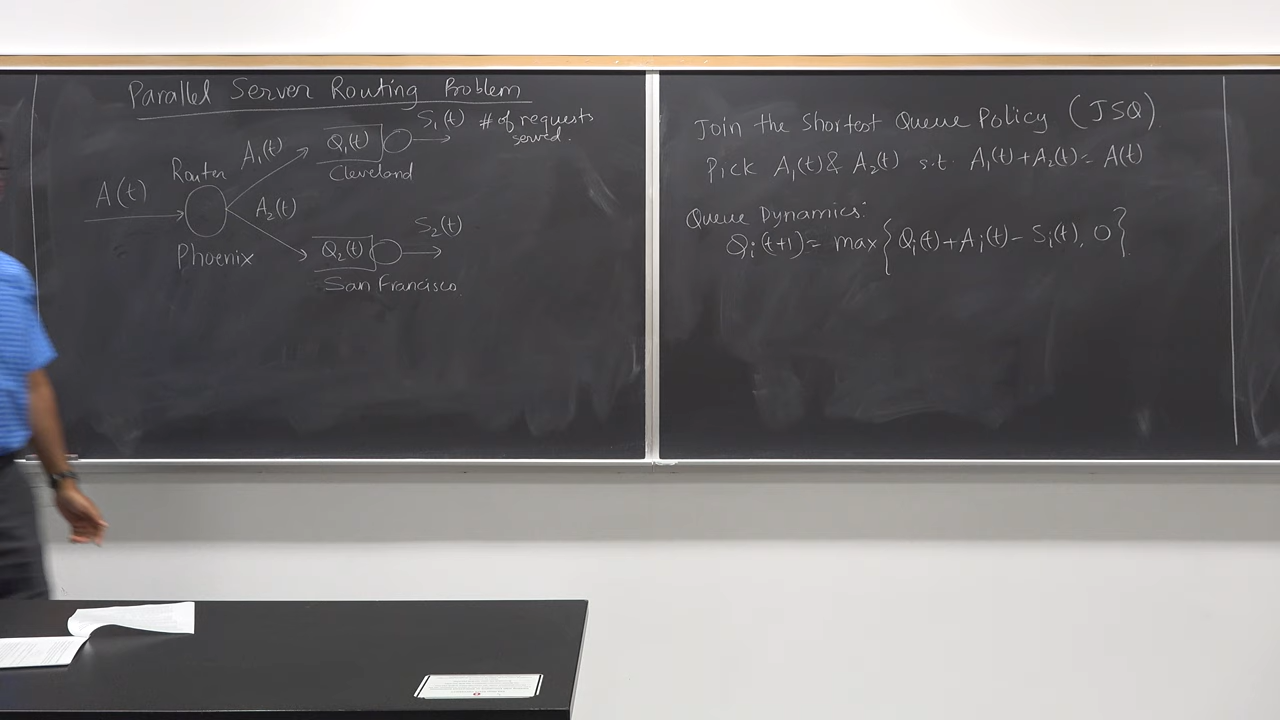 Parallel Server Routing Problem
A(t)
Router
Phoenix
A₁(t)
A₂(t)
Q₁(t)
Cleveland
S₁(t) # of requests
served.
Q₂(t)
San Francisco
S₂(t)
Join the Shortest Queue Policy (JSQ)
Pick A₁(t) & A₂(t) s.t. A₁(t)+A₂(t)=A(t)
Queue Dynamics:
Qᵢ(t+1)= max{Qᵢ(t)+Aᵢ(t)-Sᵢ(t), 0}